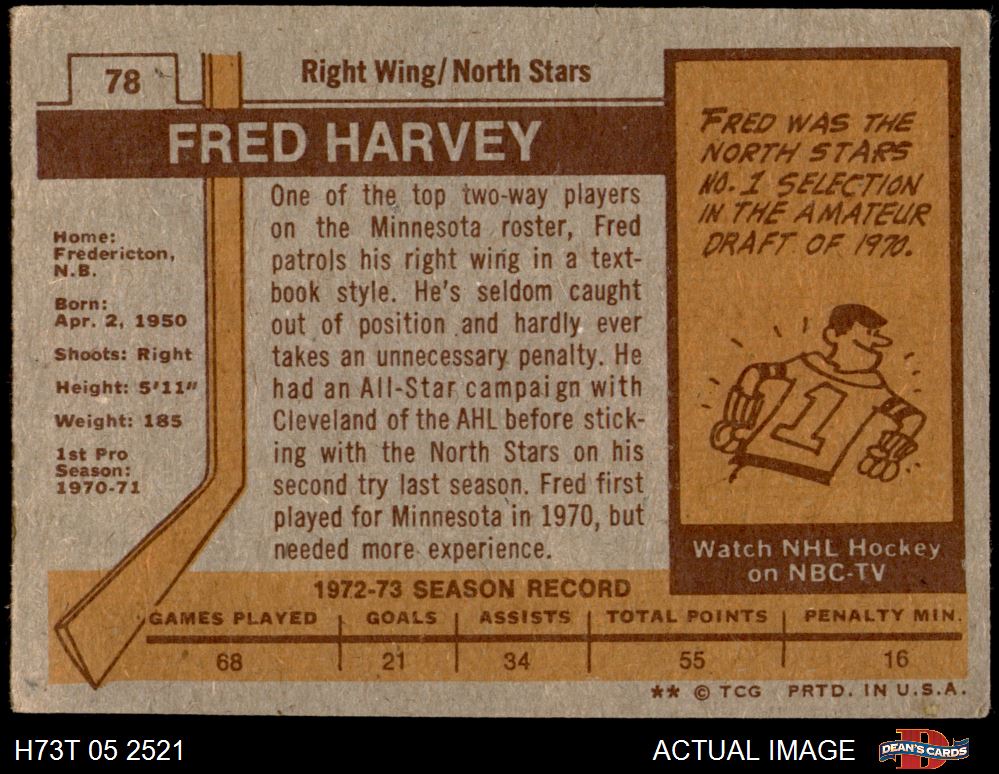 78
Right Wing/North Stars
FRED HARVEY
Home:
Fredericton,
N.B.
Born:
Apr. 2, 1950
Shoots: Right
Height: 5'11"
Weight: 185
1st Pro
Season:
1970-71
One of the top two-way players
on the Minnesota roster, Fred
patrols his right wing in a text-
book style. He's seldom caught
out of position and hardly ever
takes an unnecessary penalty. He
had an All-Star campaign with
Cleveland of the AHL before stick-
ing with the North Stars on his
second try last season. Fred first
played for Minnesota in 1970, but
needed more experience.
FRED WAS THE
NORTH STARS
NO. 1 SELECTION
IN THE AMATEUR
DRAFT OF 1970.
1
Watch NHL Hockey
on NBC-TV
1972-73 SEASON RECORD
GAMES PLAYED GOALS ASSISTS TOTAL POINTS PENALTY MIN.
68 21 34 55 16
** © TCG PRTD. IN U.S.A.
H73T 05 2521
ACTUAL IMAGE
D
DEAN'S CARDS